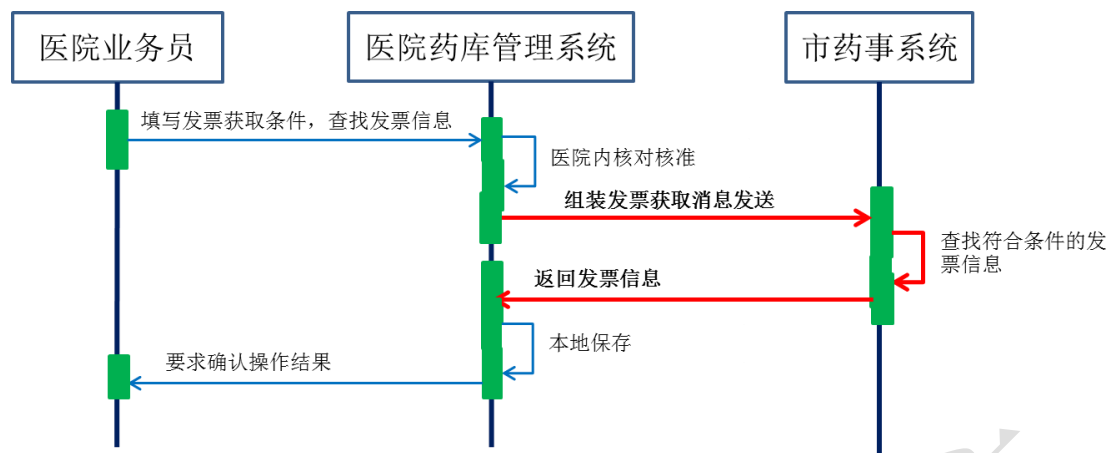 医院业务员
医院药库管理系统
市药事系统
填写发票获取条件，查找发票信息
医院内核对核准
组装发票获取消息发送
查找符合条件的发
票信息
返回发票信息
本地保存
要求确认操作结果